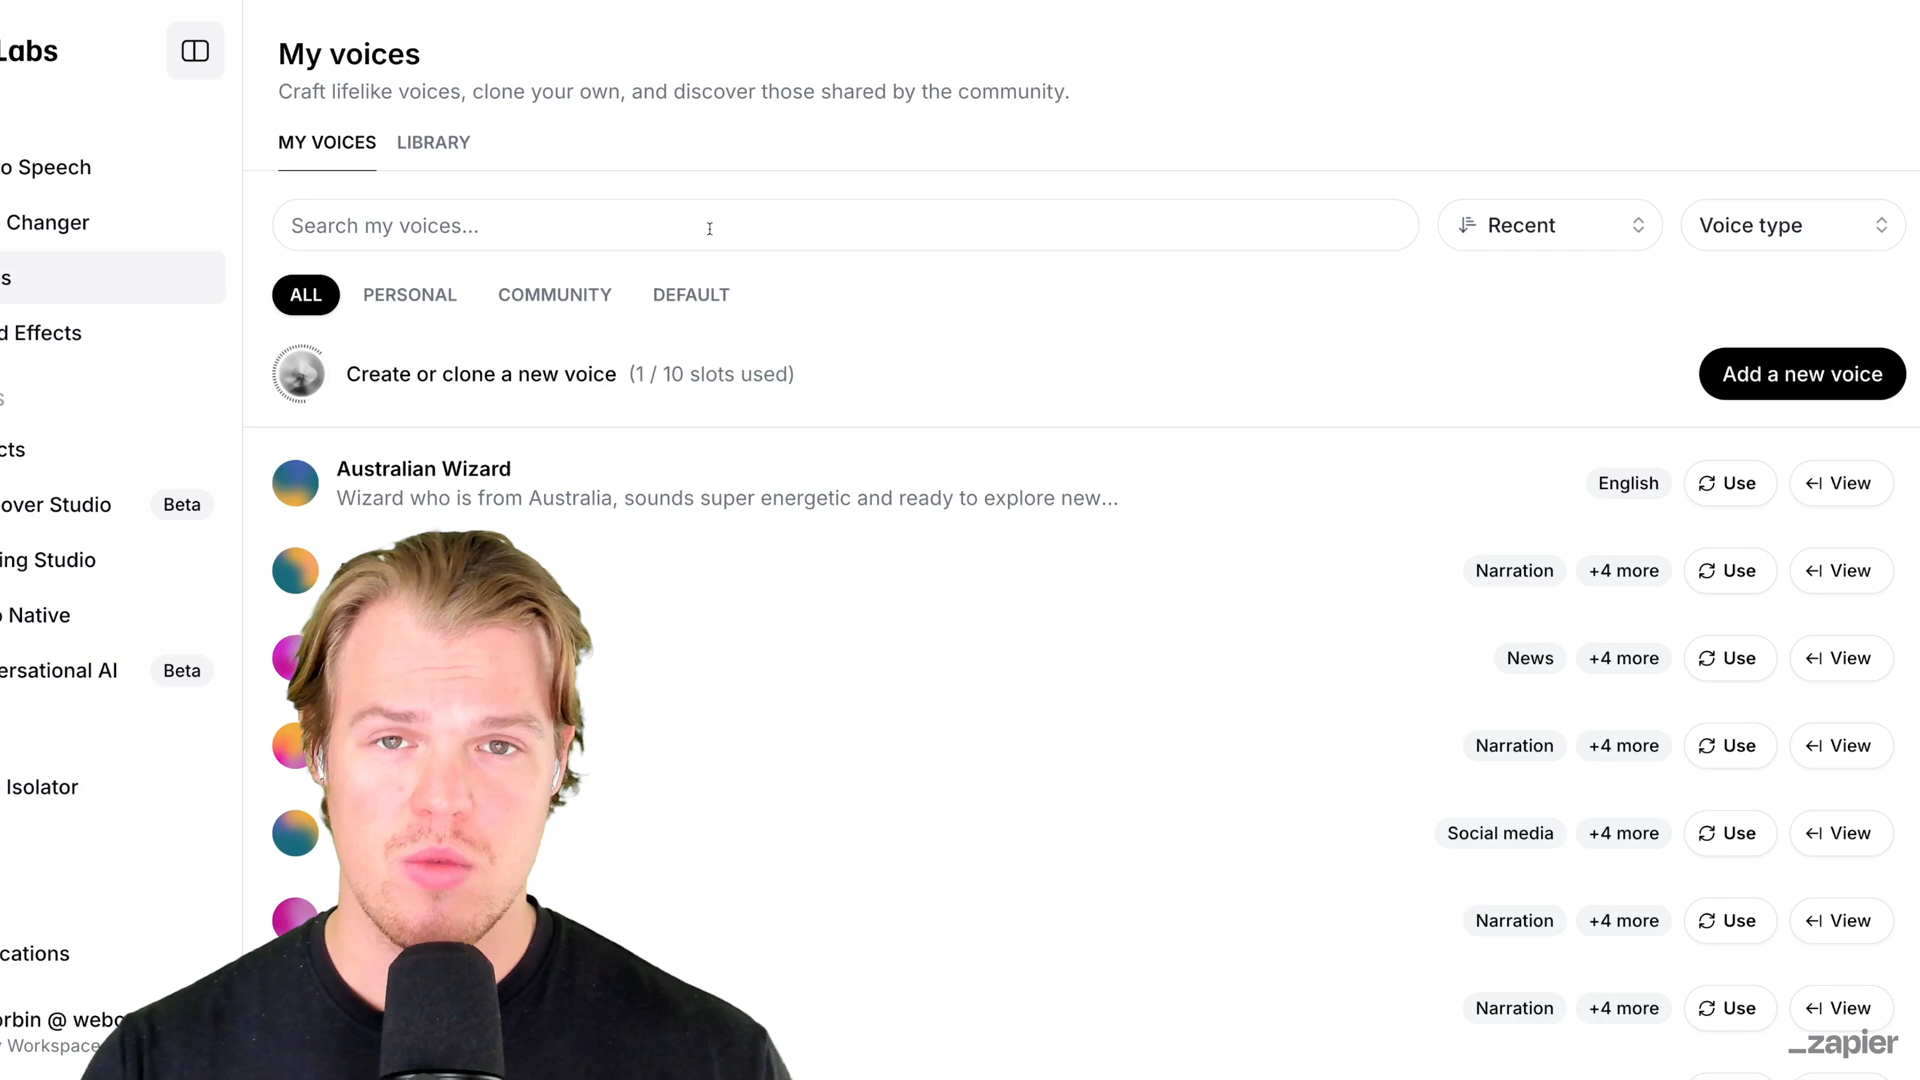 Labs
My voices
Craft lifelike voices, clone your own, and discover those shared by the community.
MY VOICES LIBRARY
o Speech
Changer
s
d Effects
s
cts
over Studio Beta
ing Studio
o Native
ersational AI Beta
Isolator
cations
orbin @ webc
Workspace
Search my voices...
Recent
Voice type
ALL PERSONAL COMMUNITY DEFAULT
Create or clone a new voice (1 / 10 slots used)
Add a new voice
Australian Wizard
Wizard who is from Australia, sounds super energetic and ready to explore new...
English Use View
Narration +4 more Use View
News +4 more Use View
Narration +4 more Use View
Social media +4 more Use View
Narration +4 more Use View
Narration +4 more Use View
_zapier